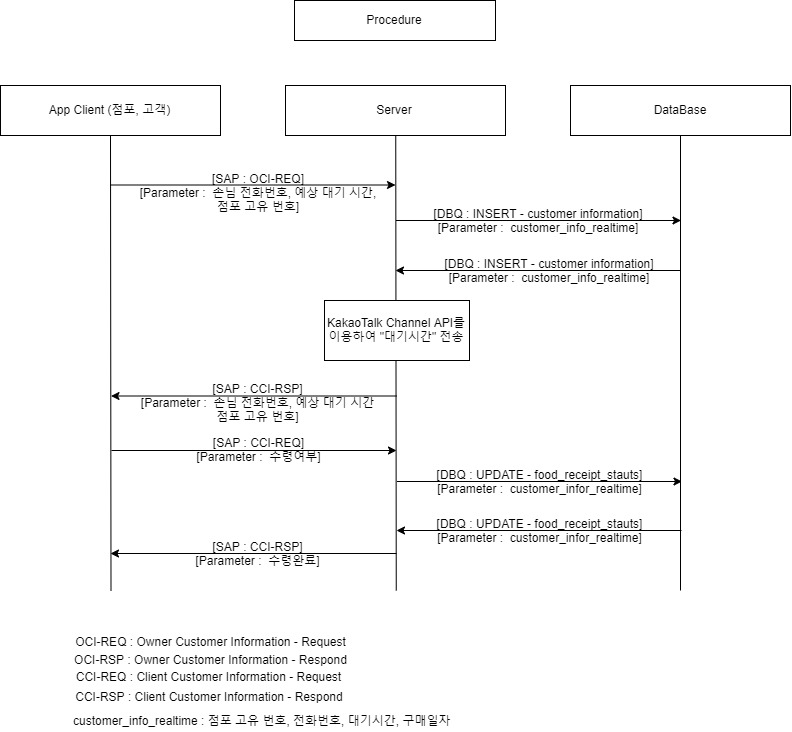 Procedure
App Client (점포, 고객)
Server
DataBase
[SAP : OCI-REQ]
[Parameter : 손님 전화번호, 예상 대기 시간,
점포 고유 번호]
[DBQ : INSERT - customer information]
[Parameter : customer_info_realtime]
[DBQ : INSERT - customer information]
[Parameter : customer_info_realtime]
KakaoTalk Channel API를
이용하여 "대기시간" 전송
[SAP : CCI-RSP]
[Parameter : 손님 전화번호, 예상 대기 시간
점포 고유 번호]
[SAP : CCI-REQ]
[Parameter : 수령여부]
[DBQ : UPDATE - food_receipt_stauts]
[Parameter : customer_infor_realtime]
[DBQ : UPDATE - food_receipt_stauts]
[Parameter : customer_infor_realtime]
[SAP : CCI-RSP]
[Parameter : 수령완료]
OCI-REQ : Owner Customer Information - Request
OCI-RSP : Owner Customer Information - Respond
CCI-REQ : Client Customer Information - Request
CCI-RSP : Client Customer Information - Respond
customer_info_realtime : 점포 고유 번호, 전화번호, 대기시간, 구매일자